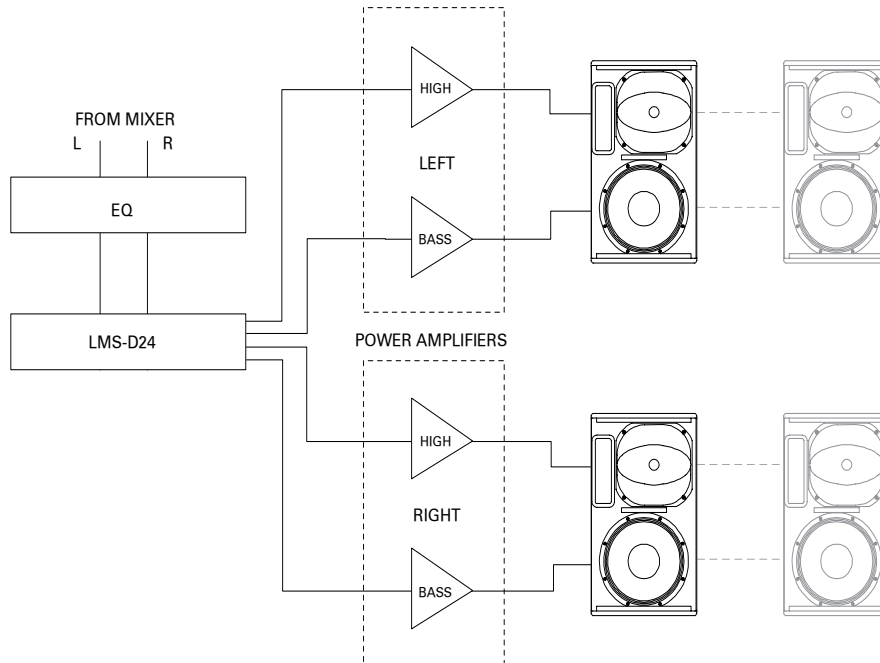 FROM MIXER
L R
EQ
LMS-D24
HIGH
LEFT
BASS
POWER AMPLIFIERS
HIGH
RIGHT
BASS